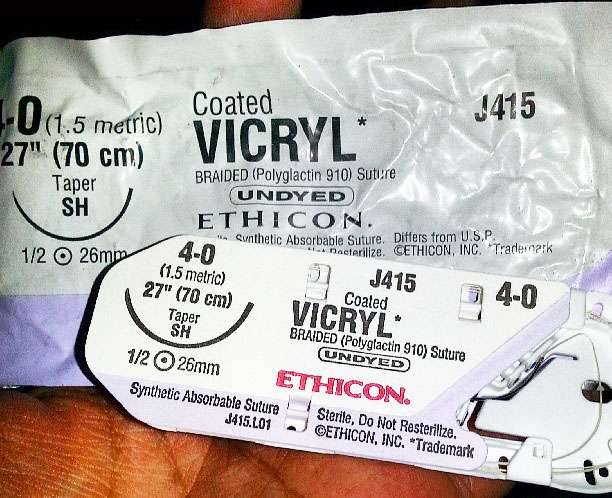 4-0 (1.5 metric)
27" (70 cm)
Taper
SH
1/2 26mm
Coated
VICRYL*
BRAIDED (Polyglactin 910) Suture
UNDYED
ETHICON.
Synthetic Absorbable Suture. Differs from U.S.P.
Not Resterilize. ©ETHICON, INC. *Trademark
J415
4-0
(1.5 metric)
27" (70 cm)
Taper
SH
1/2 26mm
J415
Coated
VICRYL*
BRAIDED (Polyglactin 910) Suture
UNDYED
ETHICON.
4-0
Synthetic Absorbable Suture
J415.L01
Sterile, Do Not Resterilize.
©ETHICON, INC. *Trademark